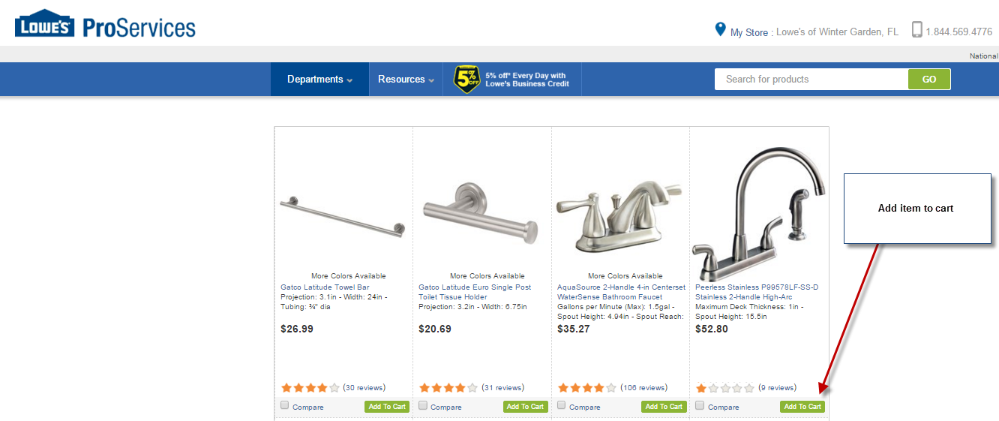 LOWE'S ProServices
My Store : Lowe's of Winter Garden, FL 1.844.569.4776
National
Departments Resources 5% OFF 5% off* Every Day with
Lowe's Business Credit
Search for products GO
More Colors Available
Gatco Latitude Towel Bar
Projection: 3.1in - Width: 24in -
Tubing: ¾" dia
$26.99
(30 reviews)
Compare Add To Cart
More Colors Available
Gatco Latitude Euro Single Post
Toilet Tissue Holder
Projection: 3.2in - Width: 6.75in
$20.69
(31 reviews)
Compare Add To Cart
More Colors Available
AquaSource 2-Handle 4-in Centerset
WaterSense Bathroom Faucet
Gallons per Minute (Max): 1.5gal -
Spout Height: 4.94in - Spout Reach:
$35.27
(106 reviews)
Compare Add To Cart
Peerless Stainless P99578LF-SS-D
Stainless 2-Handle High-Arc
Maximum Deck Thickness: 1in -
Spout Height: 15.5in
$52.80
(9 reviews)
Compare Add To Cart
Add item to cart